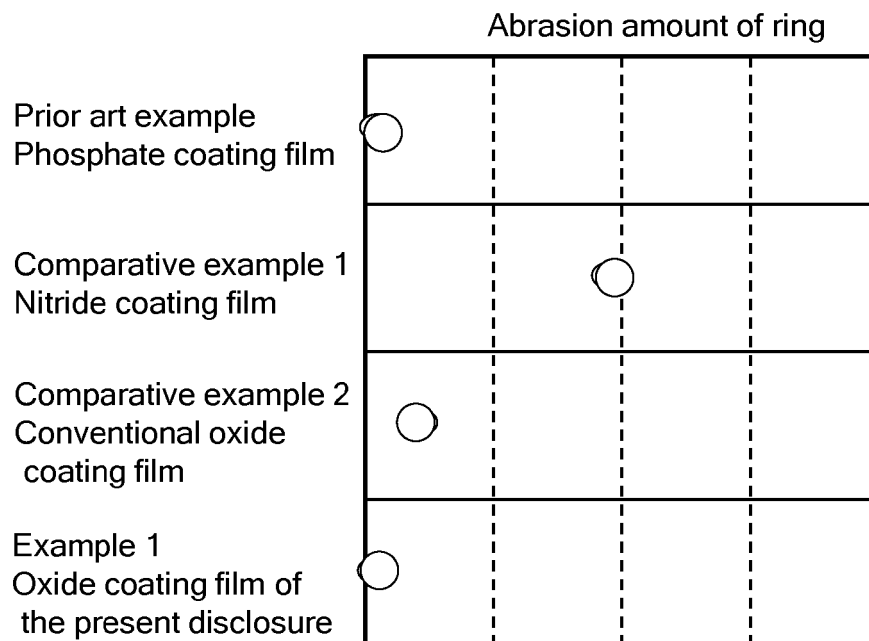 Abrasion amount of ring
Prior art example
Phosphate coating film
Comparative example 1
Nitride coating film
Comparative example 2
Conventional oxide
coating film
Example 1
Oxide coating film of
the present disclosure